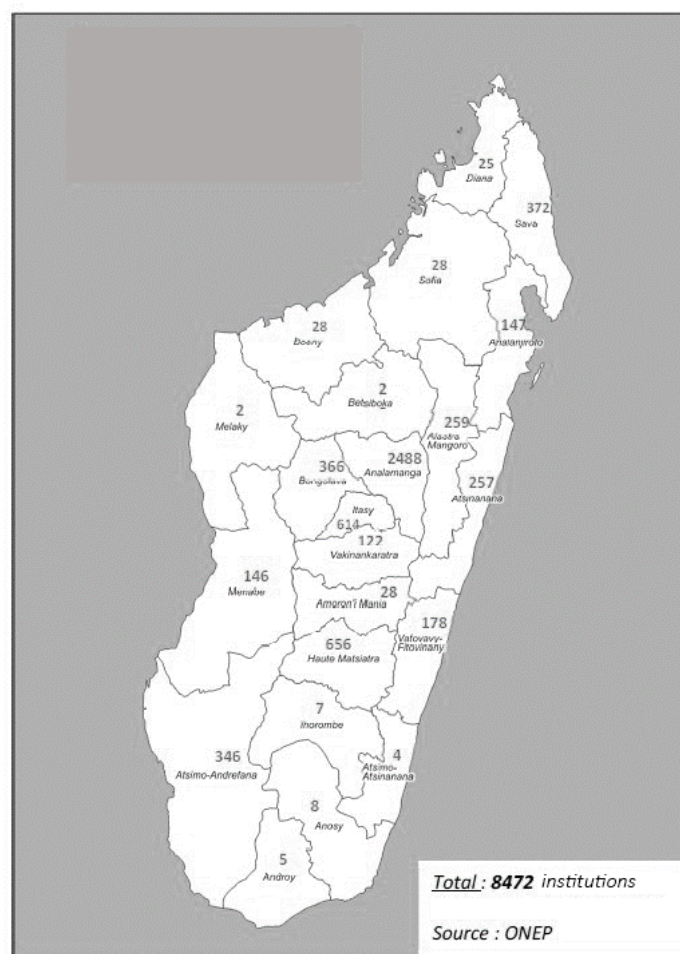 25
Diana
372
Sava
28
Sofia
147
Analanjirofo
28
Boeny
2
Betsiboka
2
Melaky
259
Alaotra
Mangoro
366
Bongolava
2488
Analamanga
257
Atsinanana
Itasy
614
122
Vakinankaratra
146
Menabe
28
Amoron'i Mania
178
Vatovavy-
Fitovinany
656
Haute Matsiatra
7
Ihorombe
4
Atsimo-
Atsinanana
346
Atsimo-Andrefana
8
Anosy
5
Androy
Total : 8472 institutions
Source : ONEP